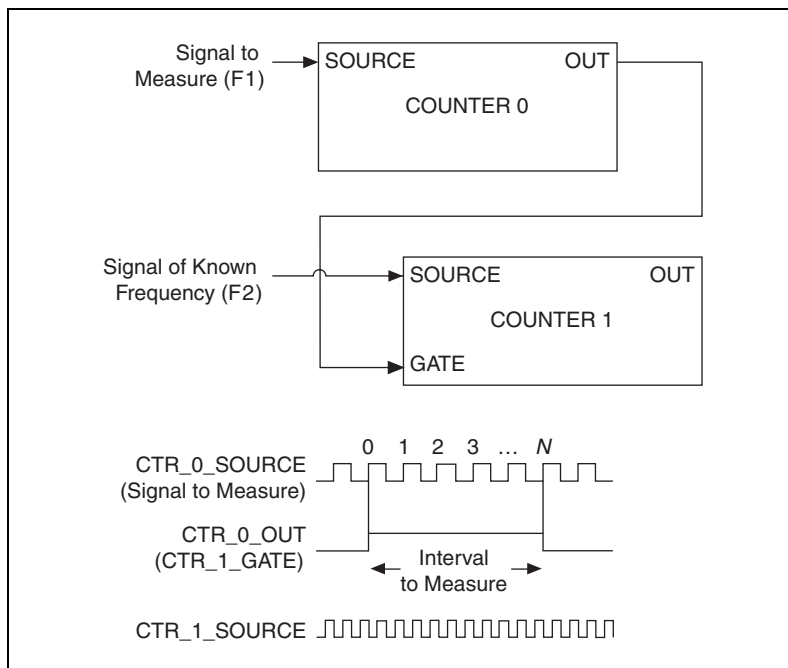 Signal to
Measure (F1)
SOURCE
OUT
COUNTER 0
Signal of Known
Frequency (F2)
SOURCE
OUT
COUNTER 1
GATE
0 1 2 3 … N
CTR_0_SOURCE
(Signal to Measure)
CTR_0_OUT
(CTR_1_GATE)
Interval
to Measure
CTR_1_SOURCE